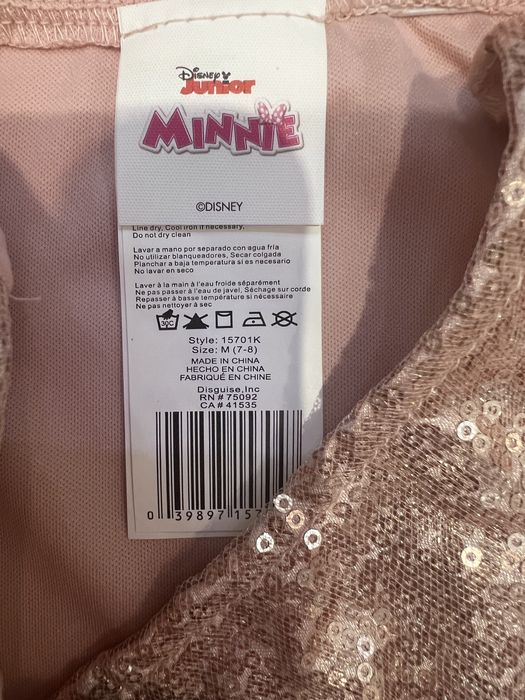 Disney
Junior
MINNIE
©DISNEY
Line dry, Cool iron if necessary,
Do not dry clean
Lavar a mano por separado con agua fría
No utilizar blanqueadores, Secar colgada
Planchar a baja temperatura si es necesario
No lavar en seco
Laver à la main à l'eau froide séparément
Ne pas passer à l'eau de javel, Séchage sur corde
Repasser à basse température si nécessaire
Ne pas nettoyer à sec
30C
Style: 15701K
Size: M (7-8)
MADE IN CHINA
HECHO EN CHINA
FABRIQUÉ EN CHINE
Disguise,Inc
RN # 75092
CA # 41535
0 39897 157